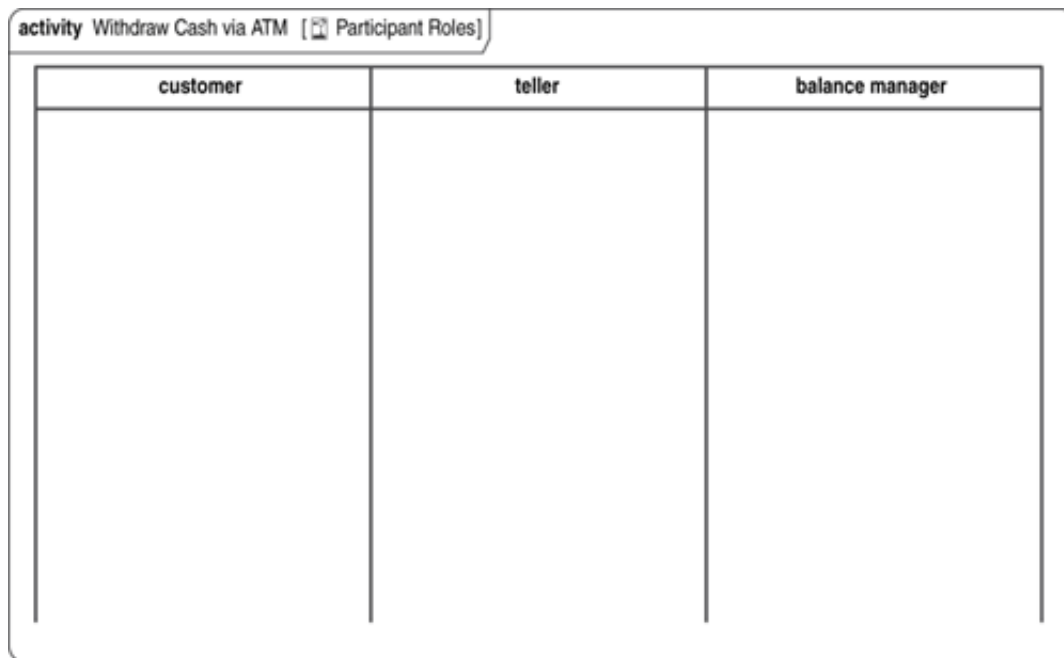 activity Withdraw Cash via ATM [ Participant Roles]
customer teller balance manager